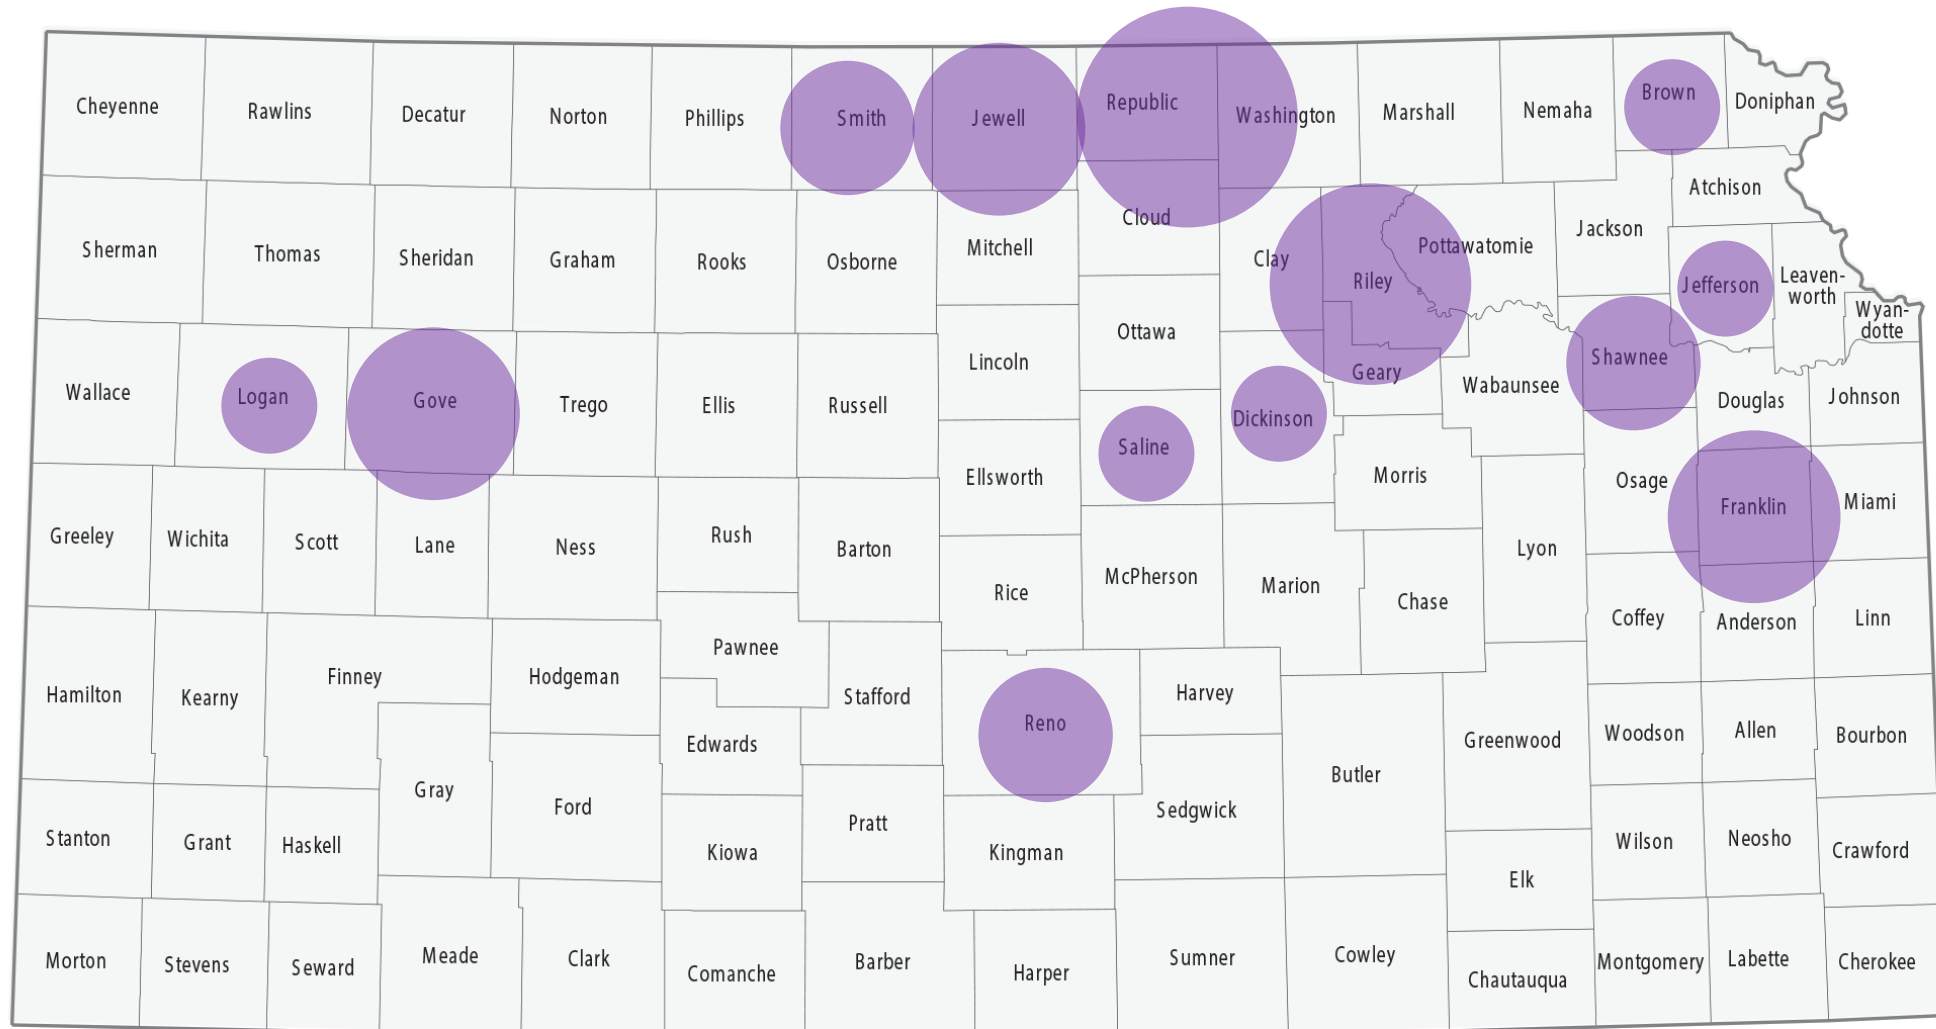 Cheyenne
Rawlins
Decatur
Norton
Phillips
Smith
Jewell
Republic
Washington
Marshall
Nemaha
Brown
Doniphan
Sherman
Thomas
Sheridan
Graham
Rooks
Osborne
Mitchell
Cloud
Clay
Riley
Pottawatomie
Jackson
Atchison
Jefferson
Leaven-
worth
Wyan-
dotte
Wallace
Logan
Gove
Trego
Ellis
Russell
Lincoln
Ottawa
Saline
Dickinson
Geary
Wabaunsee
Shawnee
Douglas
Johnson
Greeley
Wichita
Scott
Lane
Ness
Rush
Barton
Ellsworth
Rice
McPherson
Marion
Morris
Chase
Lyon
Osage
Franklin
Miami
Coffey
Anderson
Linn
Hamilton
Kearny
Finney
Hodgeman
Pawnee
Stafford
Edwards
Gray
Ford
Reno
Harvey
Sedgwick
Butler
Greenwood
Woodson
Allen
Bourbon
Stanton
Grant
Haskell
Kiowa
Pratt
Kingman
Elk
Wilson
Neosho
Crawford
Morton
Stevens
Seward
Meade
Clark
Comanche
Barber
Harper
Sumner
Cowley
Chautauqua
Montgomery
Labette
Cherokee